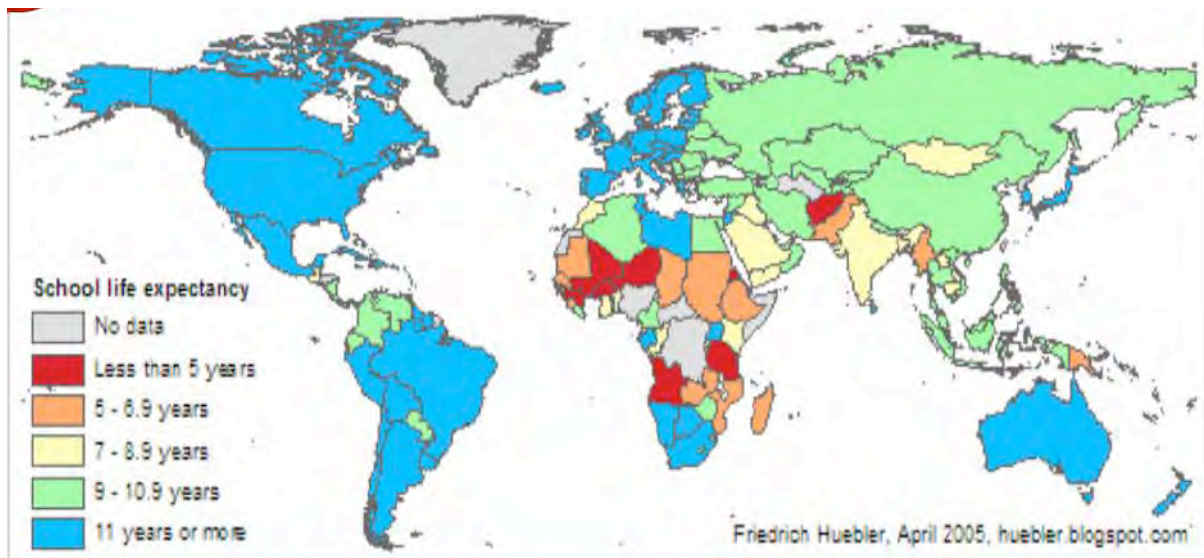 School life expectancy
No data
Less than 5 years
5 - 6.9 years
7 - 8.9 years
9 - 10.9 years
11 years or more
Friedrich Huebler, April 2005, huebler.blogspot.com